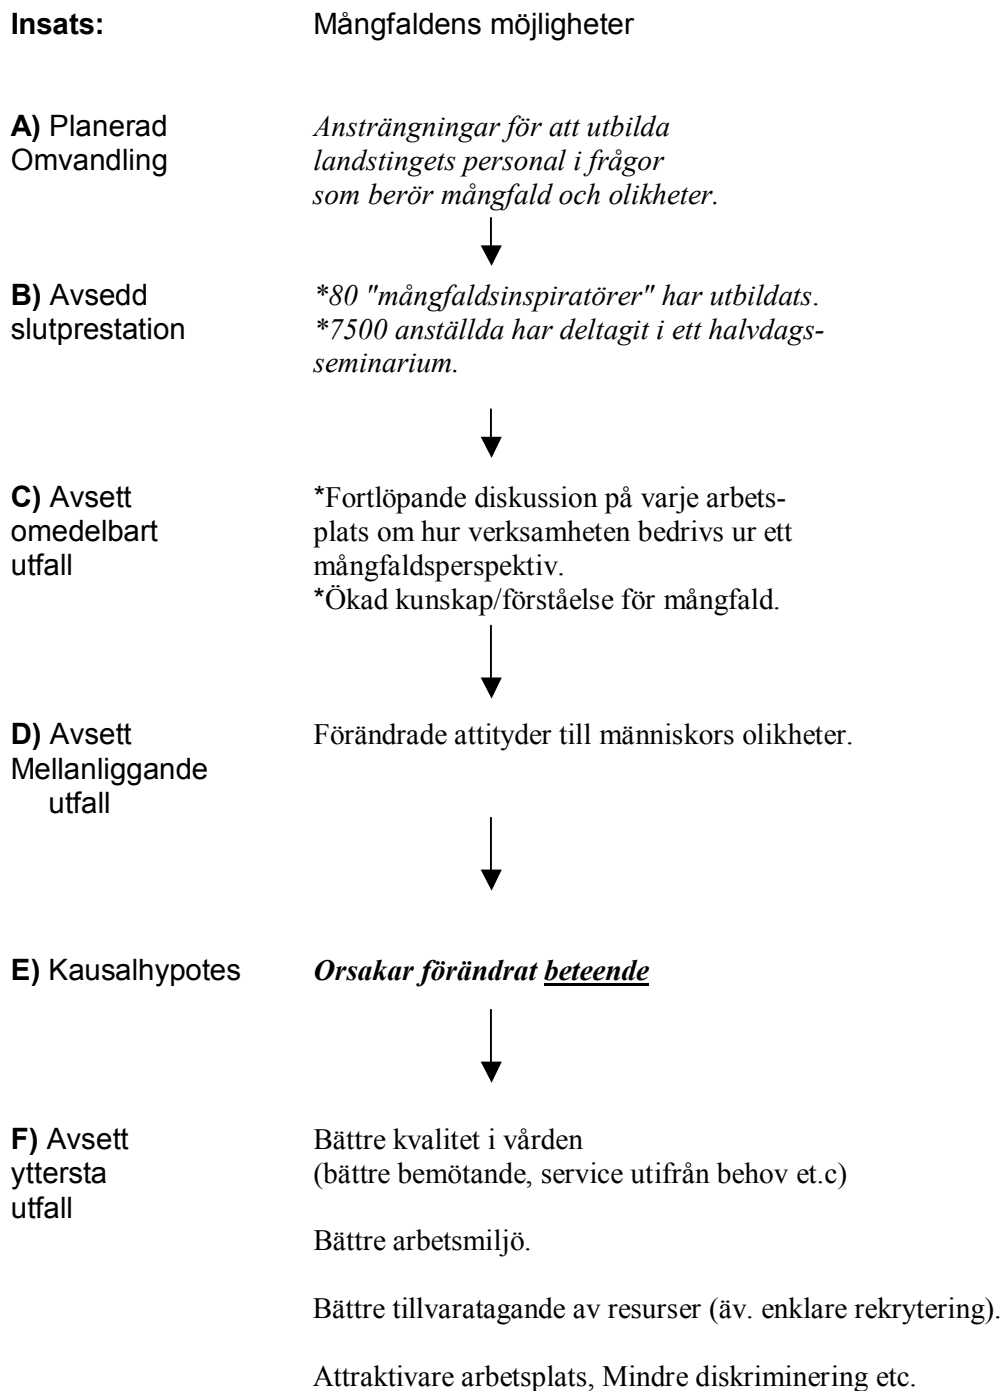 Insats: Mångfaldens möjligheter
A) Planerad Ansträngningar för att utbilda
Omvandling landstingets personal i frågor
som berör mångfald och olikheter.
B) Avsedd *80 "mångfaldsinspiratörer" har utbildats.
slutprestation *7500 anställda har deltagit i ett halvdags-
seminarium.
C) Avsett *Fortlöpande diskussion på varje arbets-
omedelbart plats om hur verksamheten bedrivs ur ett
utfall mångfaldsperspektiv.
*Ökad kunskap/förståelse för mångfald.
D) Avsett Förändrade attityder till människors olikheter.
Mellanliggande
utfall
E) Kausalhypotes Orsakar förändrat beteende
F) Avsett Bättre kvalitet i vården
yttersta (bättre bemötande, service utifrån behov et.c)
utfall
Bättre arbetsmiljö.
Bättre tillvaratagande av resurser (äv. enklare rekrytering).
Attraktivare arbetsplats, Mindre diskriminering etc.